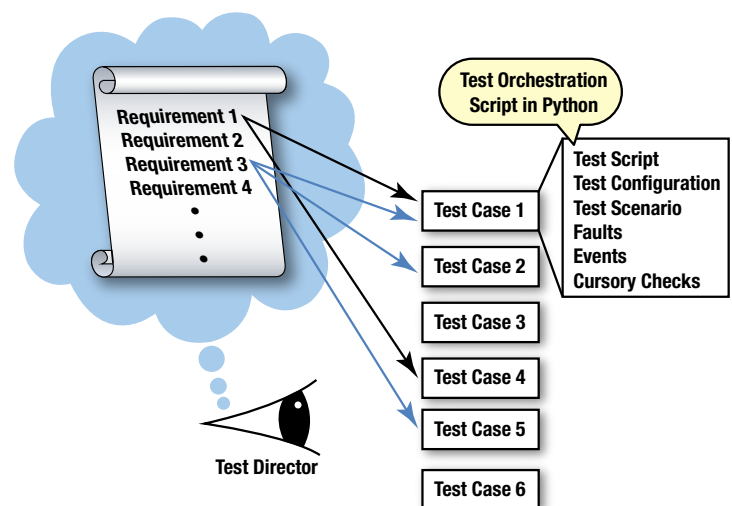 Requirement 1
Requirement 2
Requirement 3
Requirement 4
Test Director
Test Case 1
Test Case 2
Test Case 3
Test Case 4
Test Case 5
Test Case 6
Test Orchestration
Script in Python
Test Script
Test Configuration
Test Scenario
Faults
Events
Cursory Checks